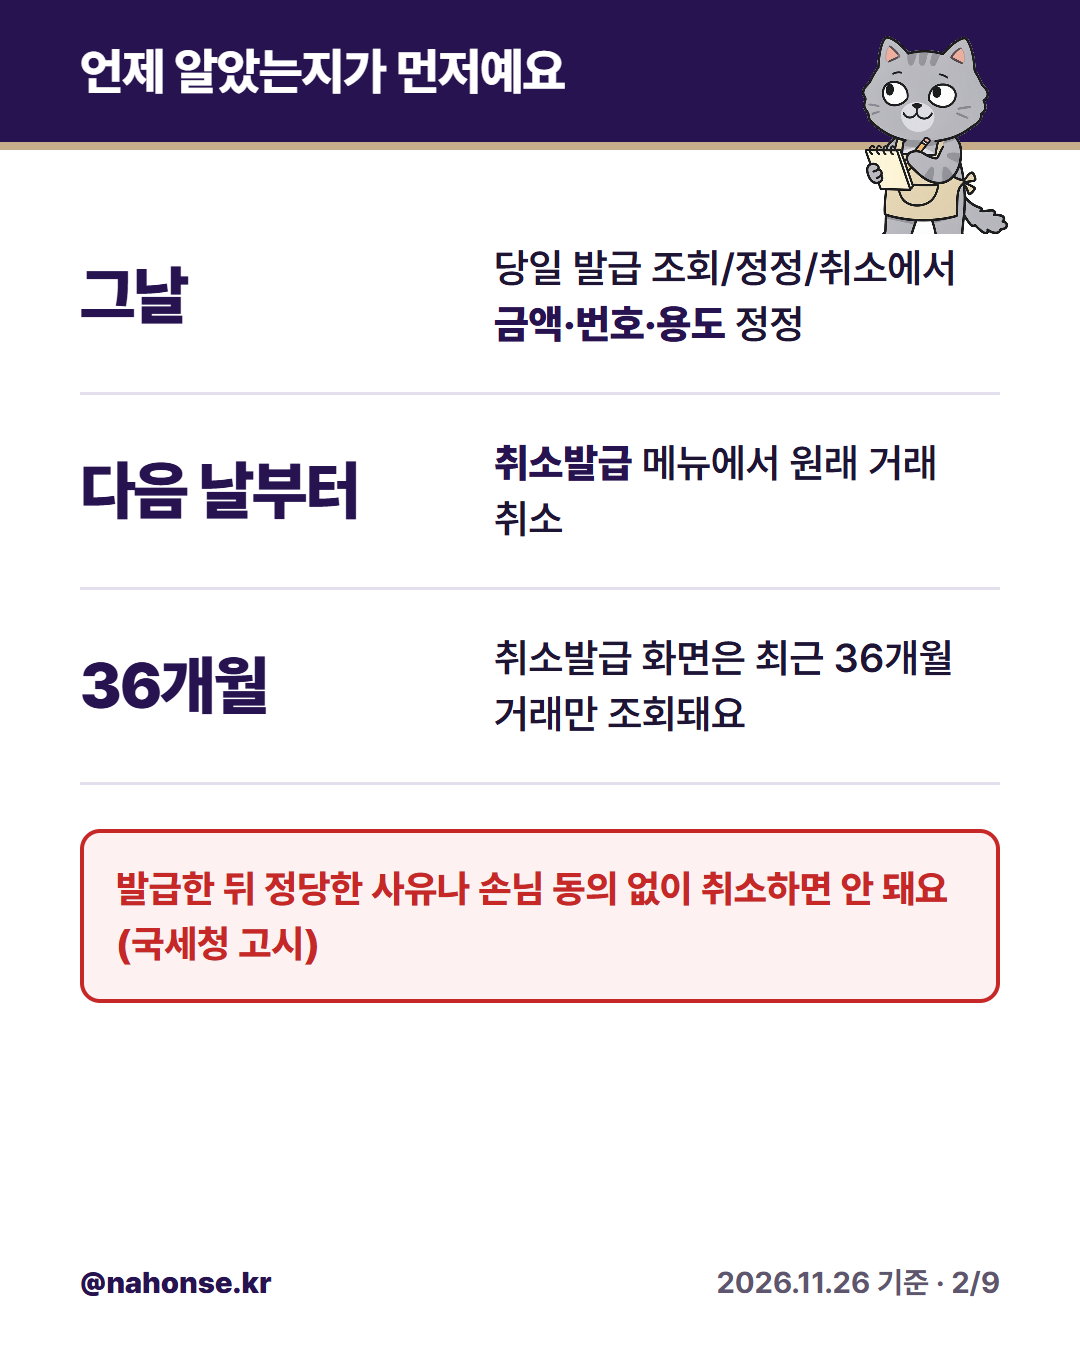 언제 알았는지가 먼저예요
그날
당일 발급 조회/정정/취소에서
금액·번호·용도 정정
다음 날부터
취소발급 메뉴에서 원래 거래
취소
36개월
취소발급 화면은 최근 36개월
거래만 조회돼요
발급한 뒤 정당한 사유나 손님 동의 없이 취소하면 안 돼요
(국세청 고시)
@nahonse.kr
2026.11.26 기준 · 2/9